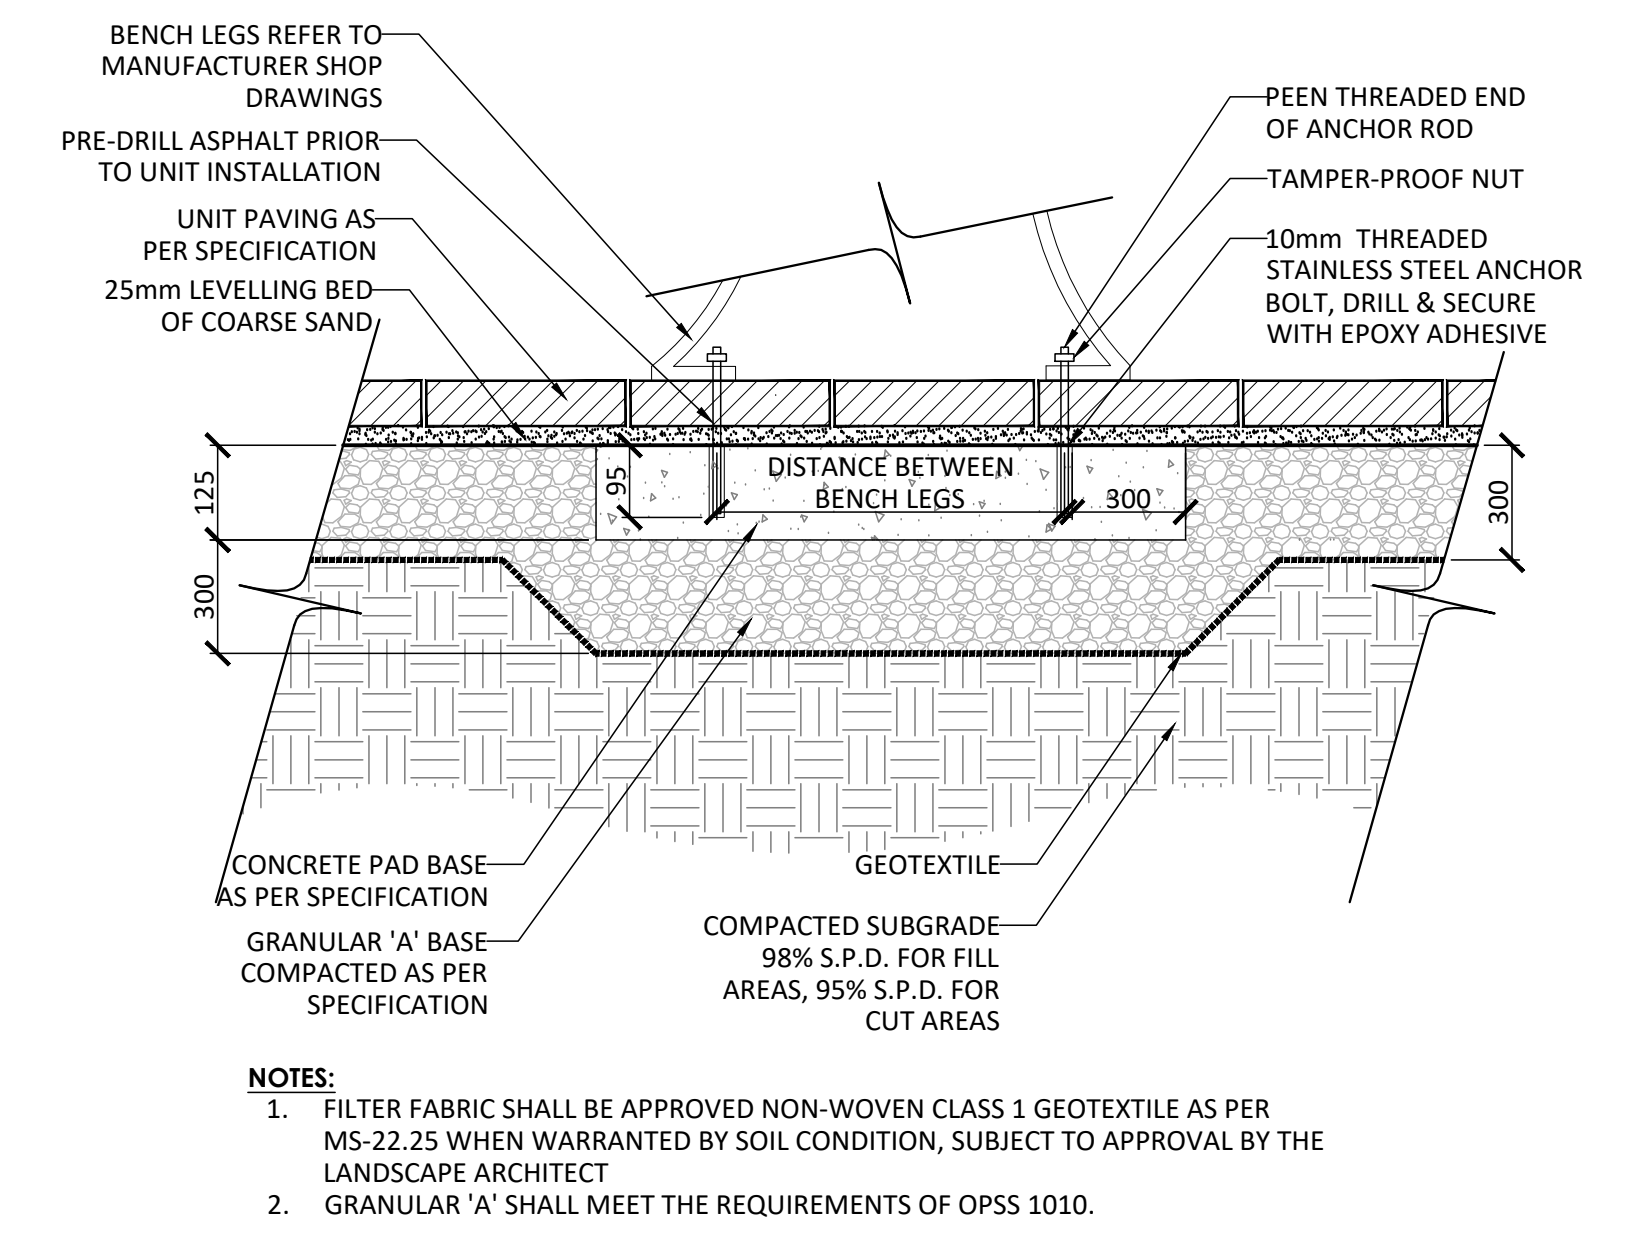 BENCH LEGS REFER TO
MANUFACTURER SHOP
DRAWINGS
PRE-DRILL ASPHALT PRIOR
TO UNIT INSTALLATION
UNIT PAVING AS
PER SPECIFICATION
25mm LEVELLING BED
OF COARSE SAND
PEEN THREADED END
OF ANCHOR ROD
TAMPER-PROOF NUT
10mm THREADED
STAINLESS STEEL ANCHOR
BOLT, DRILL & SECURE
WITH EPOXY ADHESIVE
125
300
95
DISTANCE BETWEEN
BENCH LEGS
300
300
CONCRETE PAD BASE
AS PER SPECIFICATION
GRANULAR 'A' BASE
COMPACTED AS PER
SPECIFICATION
GEOTEXTILE
COMPACTED SUBGRADE
98% S.P.D. FOR FILL
AREAS, 95% S.P.D. FOR
CUT AREAS
NOTES:
1. FILTER FABRIC SHALL BE APPROVED NON-WOVEN CLASS 1 GEOTEXTILE AS PER
MS-22.25 WHEN WARRANTED BY SOIL CONDITION, SUBJECT TO APPROVAL BY THE
LANDSCAPE ARCHITECT
2. GRANULAR 'A' SHALL MEET THE REQUIREMENTS OF OPSS 1010.